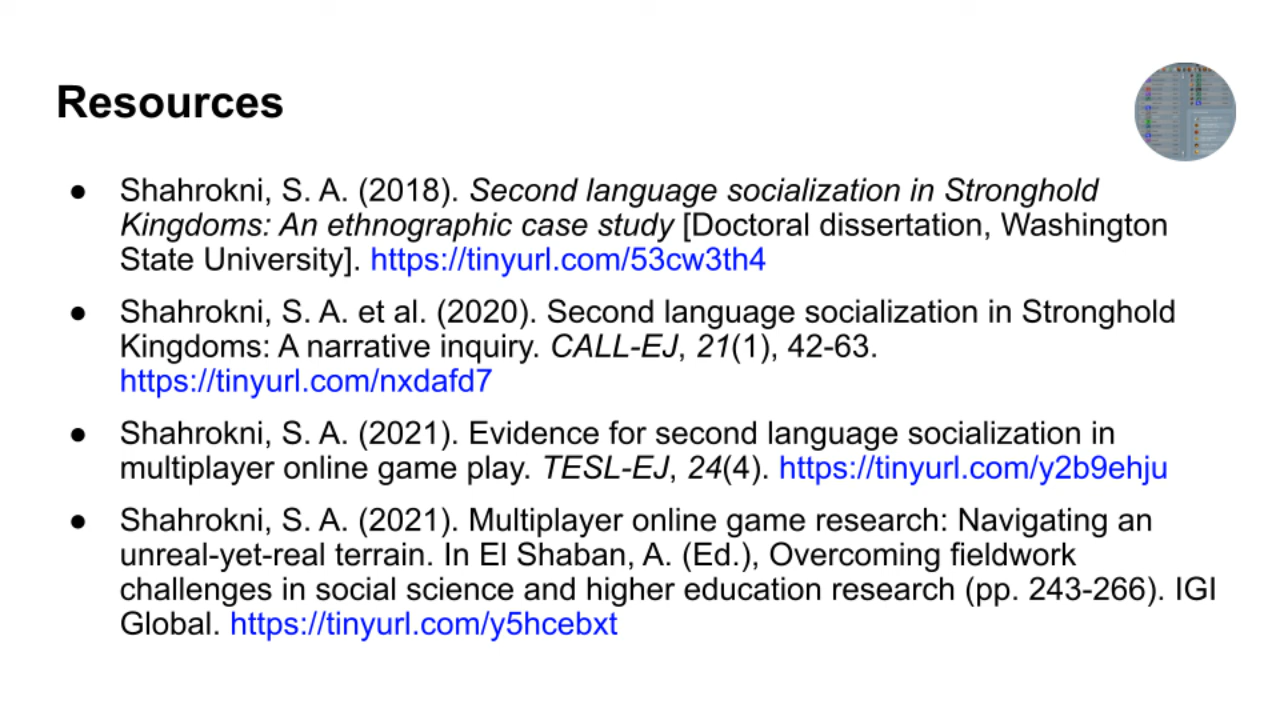 Resources
● Shahrokni, S. A. (2018). Second language socialization in Stronghold
Kingdoms: An ethnographic case study [Doctoral dissertation, Washington
State University]. https://tinyurl.com/53cw3th4
● Shahrokni, S. A. et al. (2020). Second language socialization in Stronghold
Kingdoms: A narrative inquiry. CALL-EJ, 21(1), 42-63.
https://tinyurl.com/nxdafd7
● Shahrokni, S. A. (2021). Evidence for second language socialization in
multiplayer online game play. TESL-EJ, 24(4). https://tinyurl.com/y2b9ehju
● Shahrokni, S. A. (2021). Multiplayer online game research: Navigating an
unreal-yet-real terrain. In El Shaban, A. (Ed.), Overcoming fieldwork
challenges in social science and higher education research (pp. 243-266). IGI
Global. https://tinyurl.com/y5hcebxt